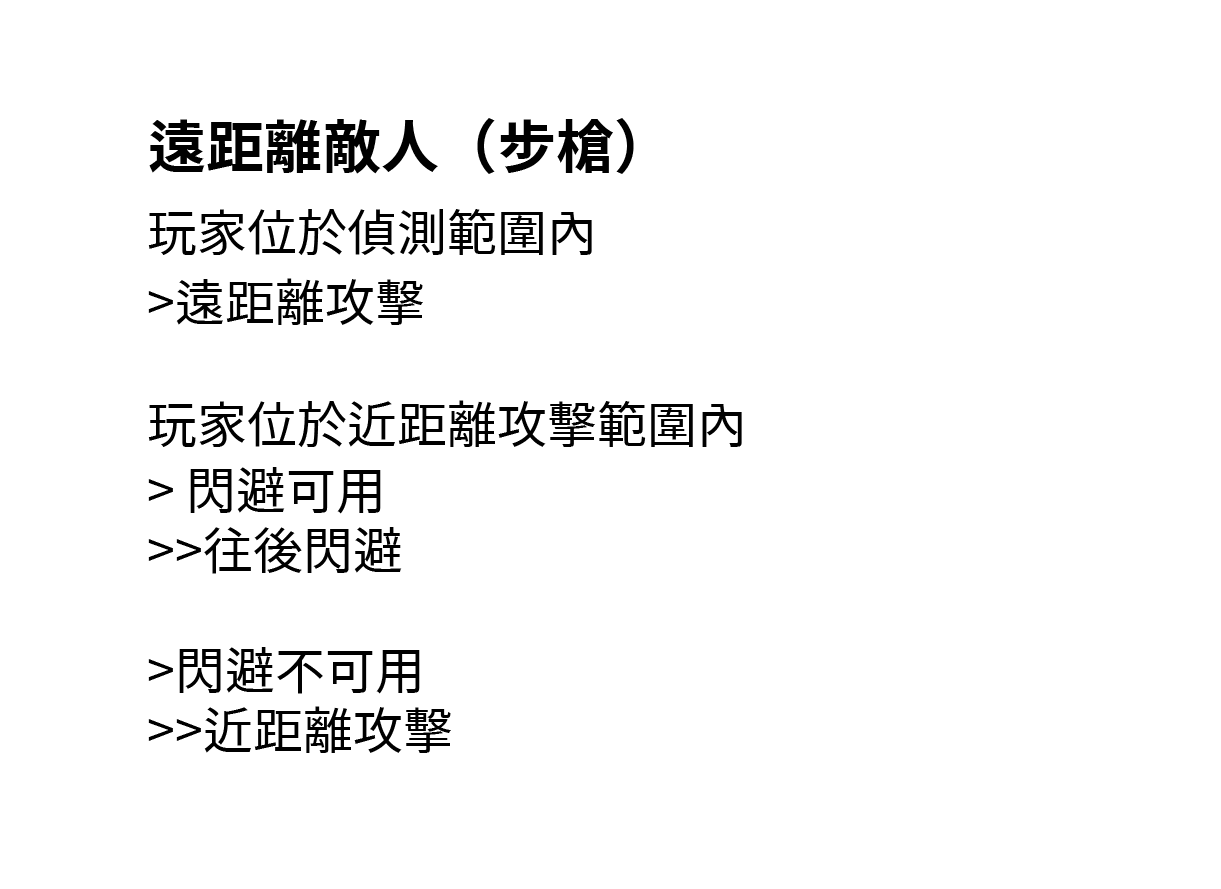 遠距離敵人（步槍）
玩家位於偵測範圍內
>遠距離攻擊
玩家位於近距離攻擊範圍內
> 閃避可用
>>往後閃避
>閃避不可用
>>近距離攻擊